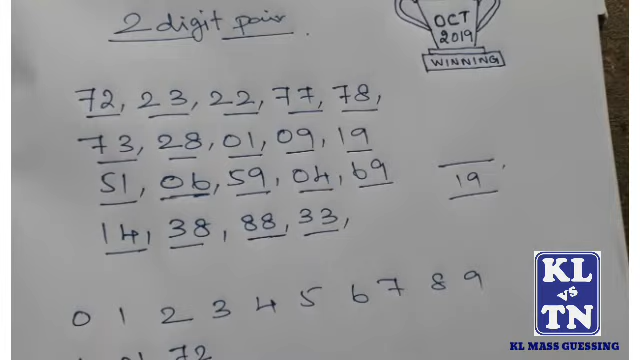 2 digit pair.
OCT
2019
WINNING
72, 23, 22, 77, 78,
73, 28, 01, 09, 19
51, 06, 59, 04, 69
19
14, 38, 88, 33,
0 1 2 3 4 5 6 7 8 9
72
KL
VS
TN
KL MASS GUESSING